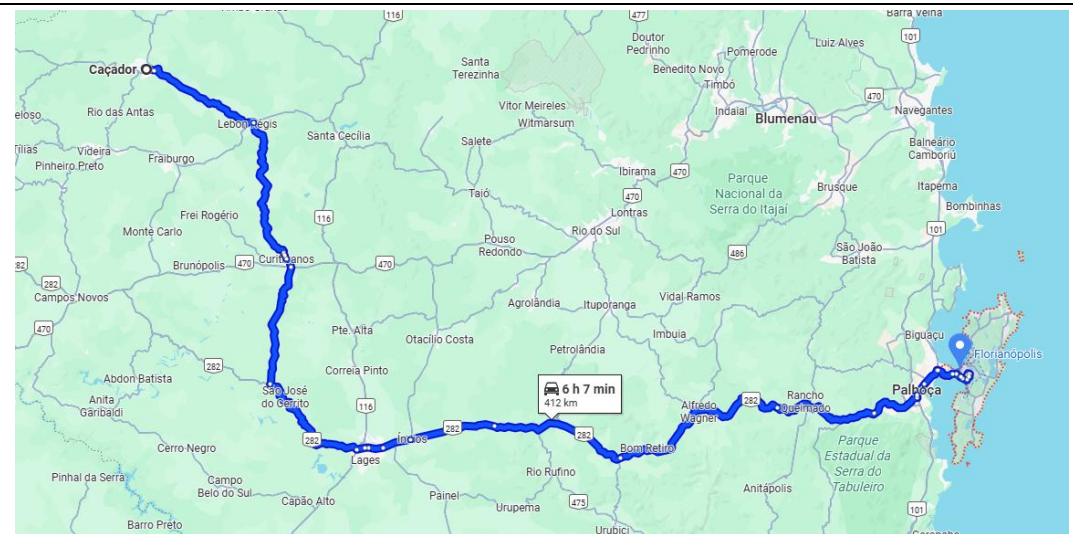 116
477
Barra Velha
101
Doutor
Pedrinho
Pomerode
Luiz Alves
Caçador
Santa
Terezinha
Benedito Novo
Timbó
470
Navegantes
Rio das Antas
Vitor Meireles
Witmarsum
Indaial
Blumenau
Lebon Régis
Santa Cecília
Salete
Balneário
Camboriú
Videira
Pinheiro Preto
Fraiburgo
Ibirama
470
Parque
Nacional da
Serra do Itajaí
Brusque
Itapema
Taió
470
Lontras
Bombinhas
Frei Rogério
116
Rio do Sul
101
Monte Carlo
Pouso
Redondo
486
São João
Batista
282
Brunópolis
470
Curitibanos
470
Campos Novos
282
Agrolândia
Ituporanga
Vidal Ramos
470
Pte. Alta
Otacílio Costa
Imbuia
Biguaçu
Florianópolis
282
Correia Pinto
Petrolândia
Abdon Batista
São José
do Cerrito
6 h 7 min
412 km
282
Rancho
Queimado
Palhoça
Anita
Garibaldi
116
Alfredo
Wagner
282
Índios
282
282
Bom Retiro
Parque
Estadual da
Serra do
Tabuleiro
Cerro Negro
Lages
Rio Rufino
Pinhal da Serra
Campo
Belo do Sul
Capão Alto
Painel
475
Anitápolis
Urupema
101
Barro Preto
Urubici